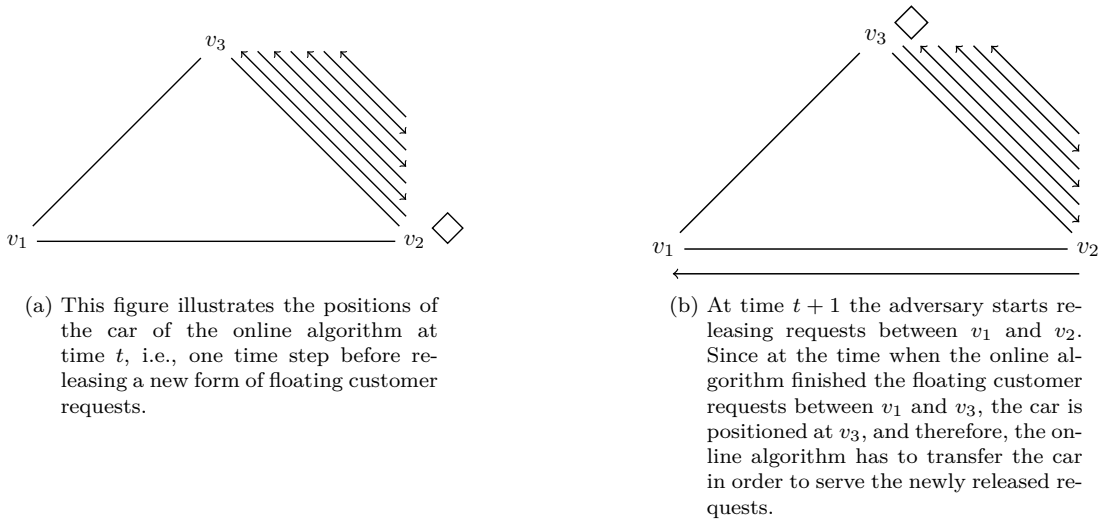 v3
v1
v2
(a) This figure illustrates the positions of
the car of the online algorithm at
time t, i.e., one time step before re-
leasing a new form of floating customer
requests.
v3
v1
v2
(b) At time t + 1 the adversary starts re-
leasing requests between v1 and v2.
Since at the time when the online al-
gorithm finished the floating customer
requests between v1 and v3, the car is
positioned at v3, and therefore, the on-
line algorithm has to transfer the car
in order to serve the newly released re-
quests.